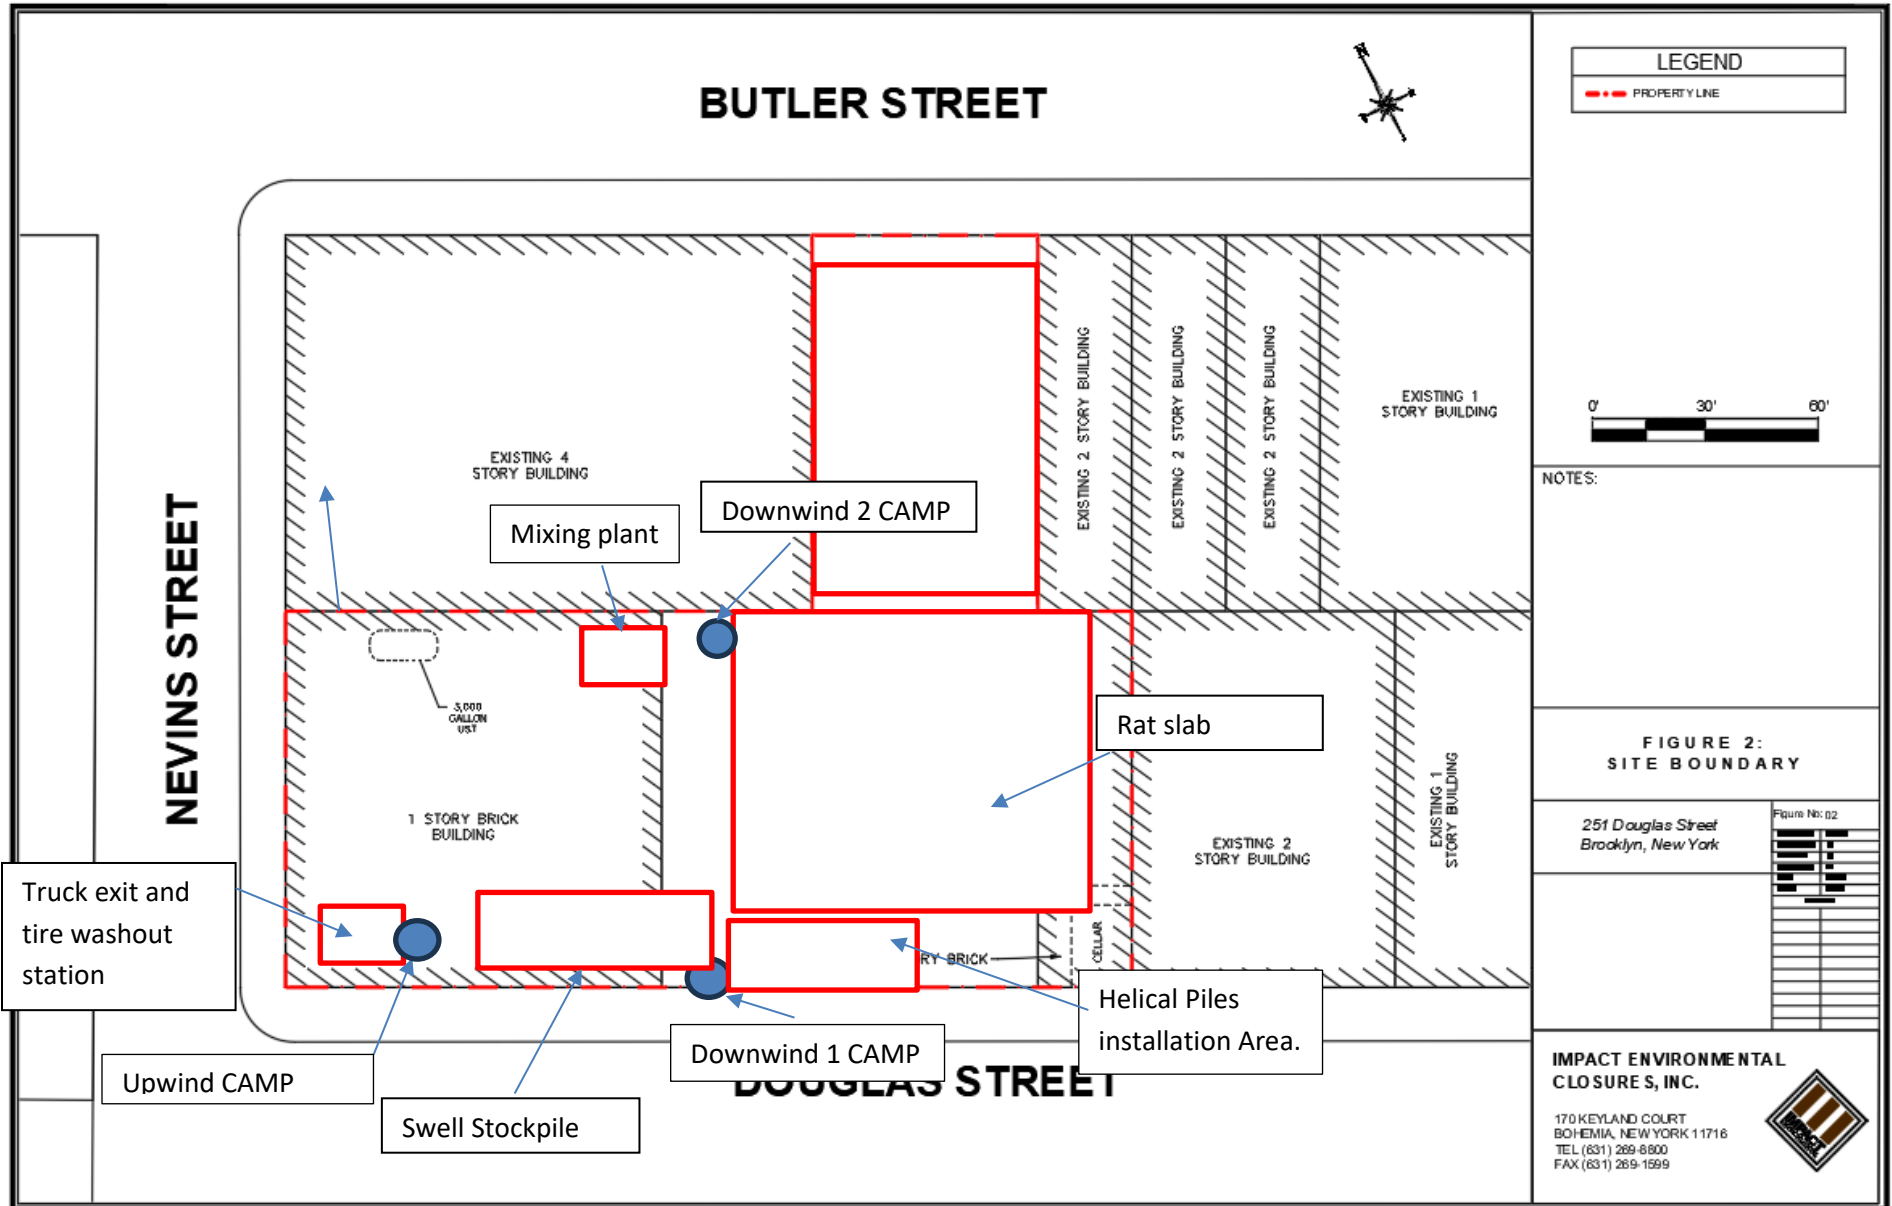 BUTLER STREET
N
LEGEND
PROPERTY LINE
0' 30' 60'
NOTES:
EXISTING 4
STORY BUILDING
EXISTING 2 STORY BUILDING
EXISTING 2 STORY BUILDING
EXISTING 2 STORY BUILDING
EXISTING 1
STORY BUILDING
Mixing plant
Downwind 2 CAMP
NEVINS STREET
3,000
GALLON
UST
1 STORY BRICK
BUILDING
Rat slab
EXISTING 2
STORY BUILDING
EXISTING 1
STORY BUILDING
Truck exit and
tire washout
station
RY BRICK
CELLAR
Helical Piles
installation Area.
Downwind 1 CAMP
Upwind CAMP
Swell Stockpile
DOUGLAS STREET
FIGURE 2:
SITE BOUNDARY
251 Douglas Street
Brooklyn, New York
Figure No: 02
IMPACT ENVIRONMENTAL
CLOSURES, INC.
170 KEYLAND COURT
BOHEMIA, NEW YORK 11716
TEL (631) 269-8800
FAX (631) 269-1599
IMPACT